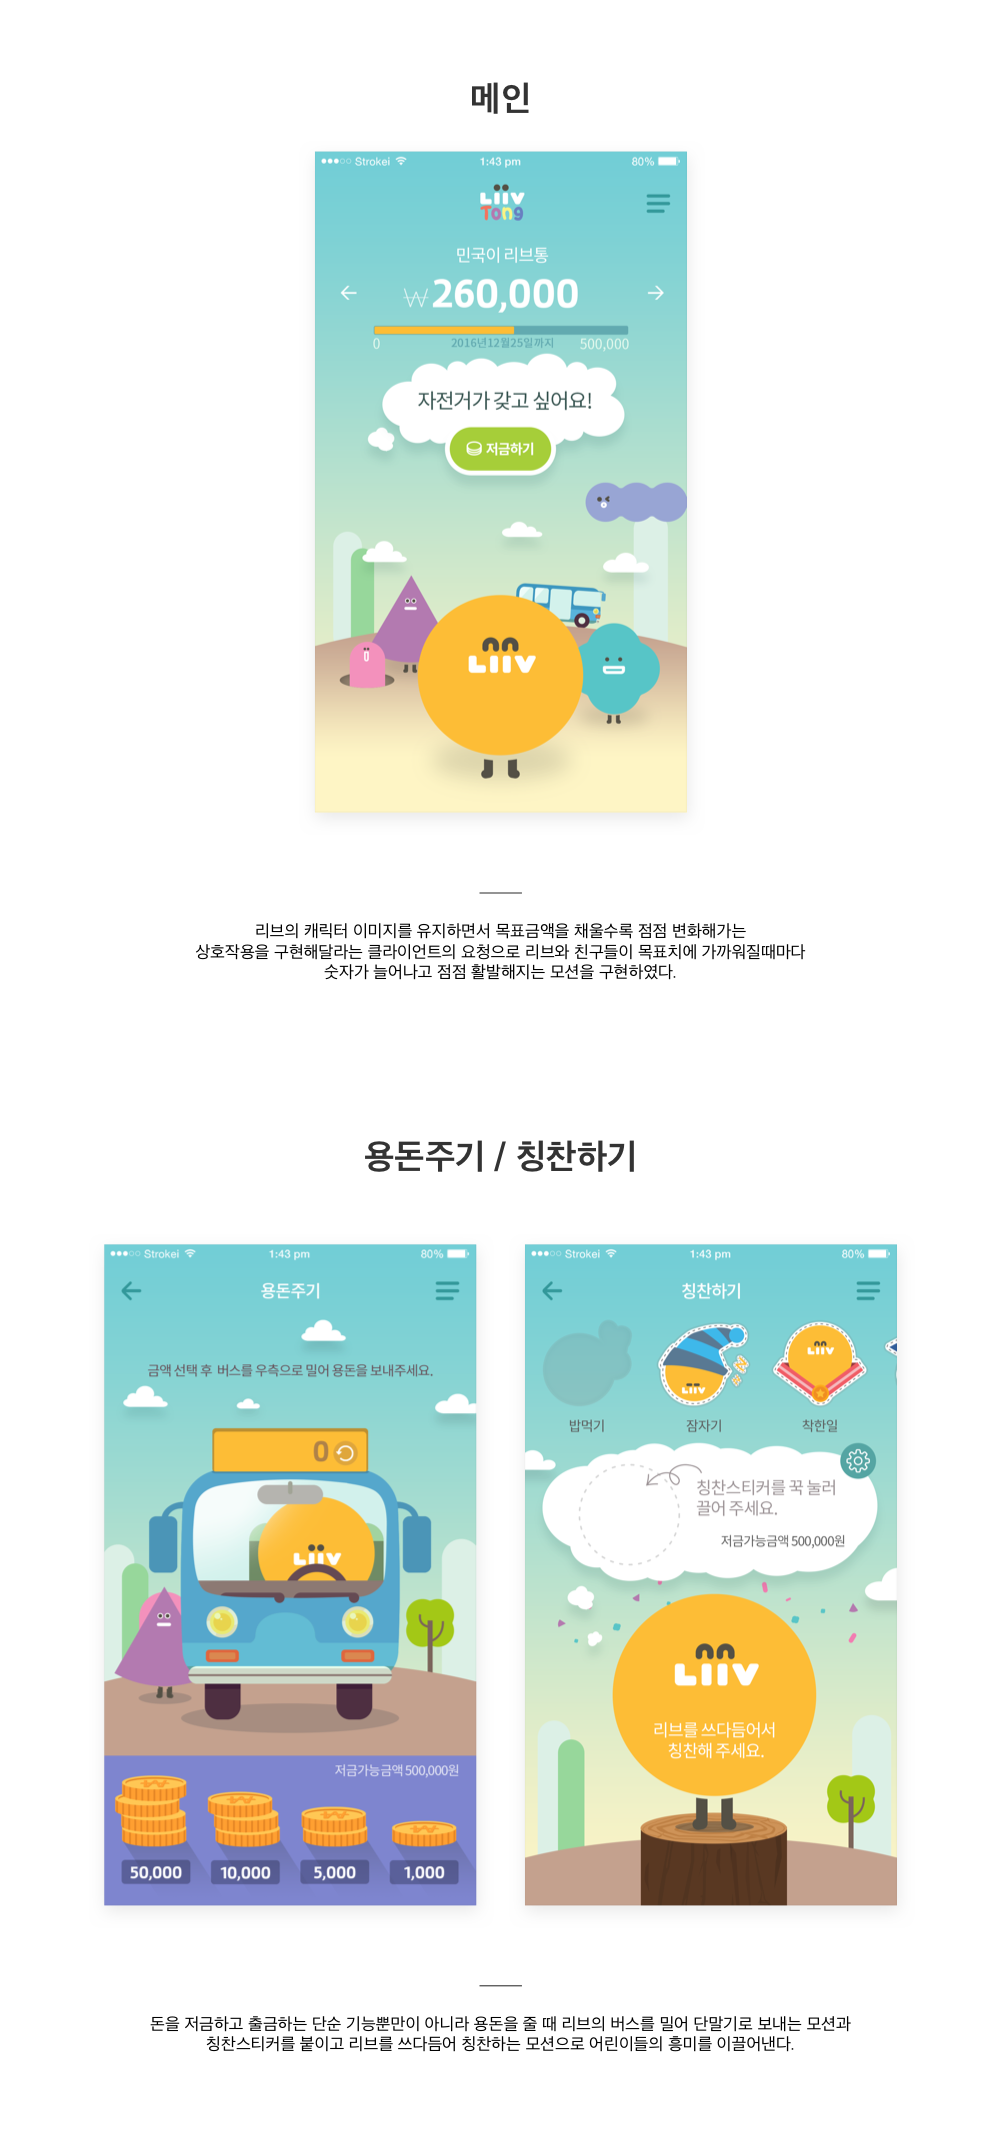 메인
Strokei
1:43 pm
80%
LiiV
Tong
민국이 리브통
₩260,000
0
2016년12월25일까지
500,000
자전거가 갖고 싶어요!
저금하기
LiiV
리브의 캐릭터 이미지를 유지하면서 목표금액을 채울수록 점점 변화해가는
상호작용을 구현해달라는 클라이언트의 요청으로 리브와 친구들이 목표치에 가까워질때마다
숫자가 늘어나고 점점 활발해지는 모션을 구현하였다.
용돈주기 / 칭찬하기
Strokei
1:43 pm
80%
용돈주기
금액 선택 후 버스를 우측으로 밀어 용돈을 보내주세요.
0
LiiV
저금가능금액 500,000원
50,000
10,000
5,000
1,000
Strokei
1:43 pm
80%
칭찬하기
LiiV
LiiV
밥먹기
잠자기
착한일
칭찬스티커를 꾹 눌러
끌어 주세요.
저금가능금액 500,000원
LiiV
리브를 쓰다듬어서
칭찬해 주세요.
돈을 저금하고 출금하는 단순 기능뿐만이 아니라 용돈을 줄 때 리브의 버스를 밀어 단말기로 보내는 모션과
칭찬스티커를 붙이고 리브를 쓰다듬어 칭찬하는 모션으로 어린이들의 흥미를 이끌어낸다.